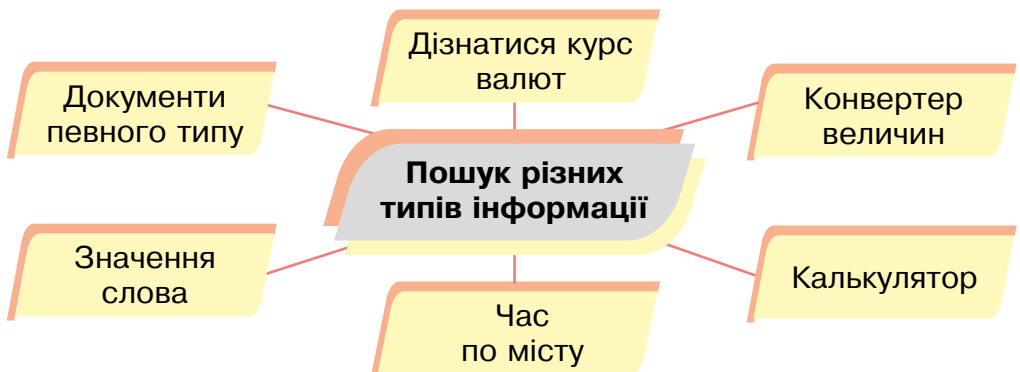 Дізнатися курс
валют
Документи
певного типу
Конвертер
величин
Пошук різних
типів інформації
Значення
слова
Калькулятор
Час
по місту